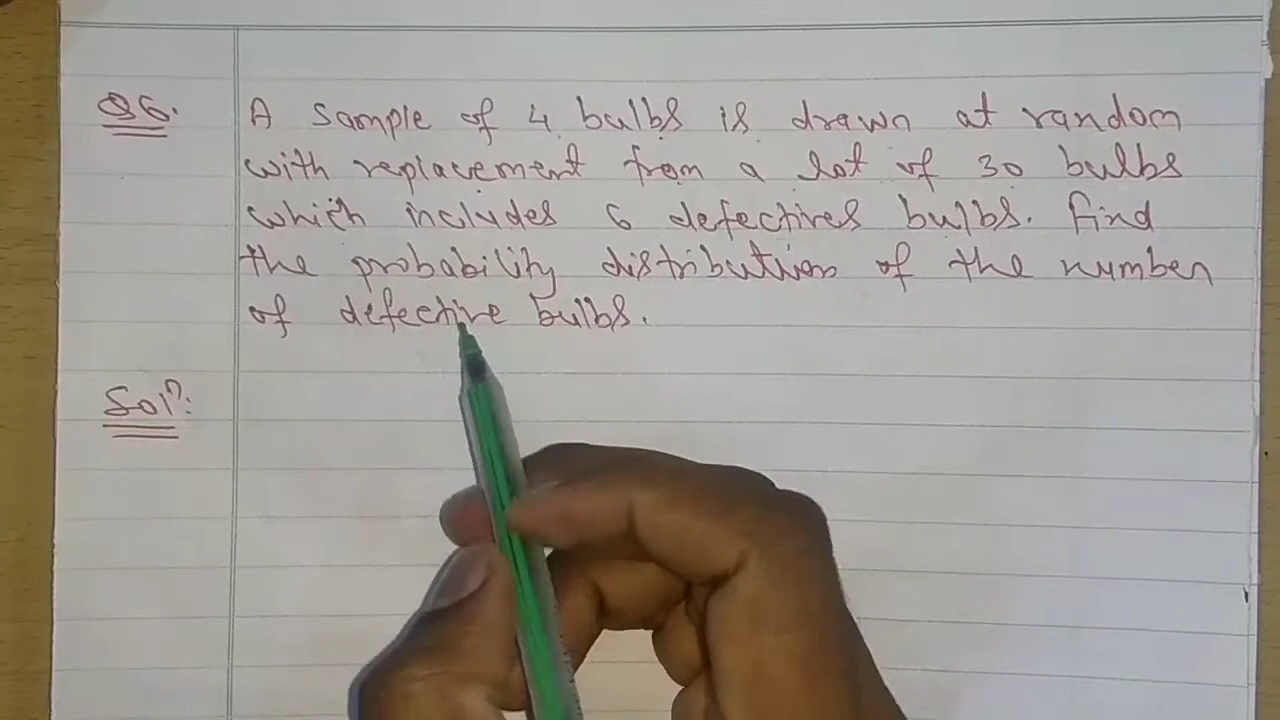 Q6. A sample of 4 bulbs is drawn at random
with replacement from a lot of 30 bulbs
which includes 6 defectives bulbs. Find
the probability distribution of the number
of defective bulbs.
Solⁿ: